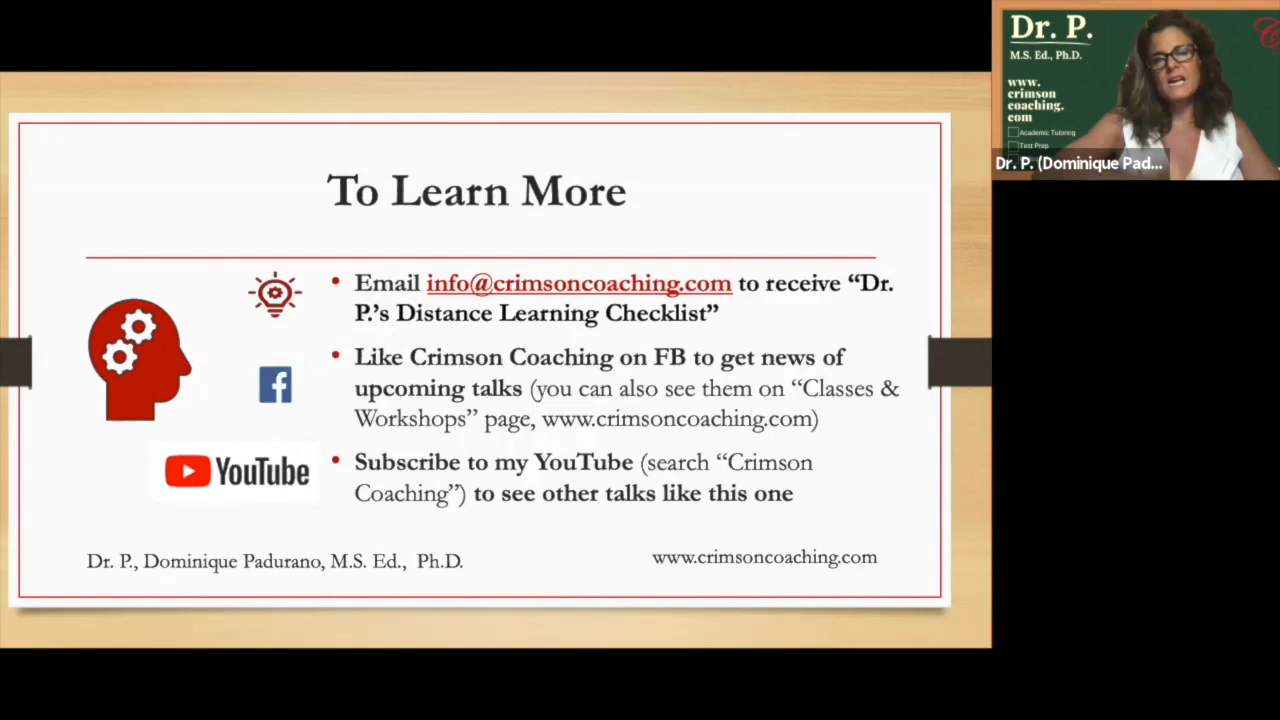 To Learn More
• Email info@crimsoncoaching.com to receive “Dr.
P.’s Distance Learning Checklist”
• Like Crimson Coaching on FB to get news of
upcoming talks (you can also see them on “Classes &
Workshops” page, www.crimsoncoaching.com)
YouTube
• Subscribe to my YouTube (search “Crimson
Coaching”) to see other talks like this one
Dr. P., Dominique Padurano, M.S. Ed., Ph.D.
www.crimsoncoaching.com
Dr. P.
M.S. Ed., Ph.D.
www.
crimson
coaching.
com
Academic Tutoring
Test Prep
Dr. P. (Dominique Pad...